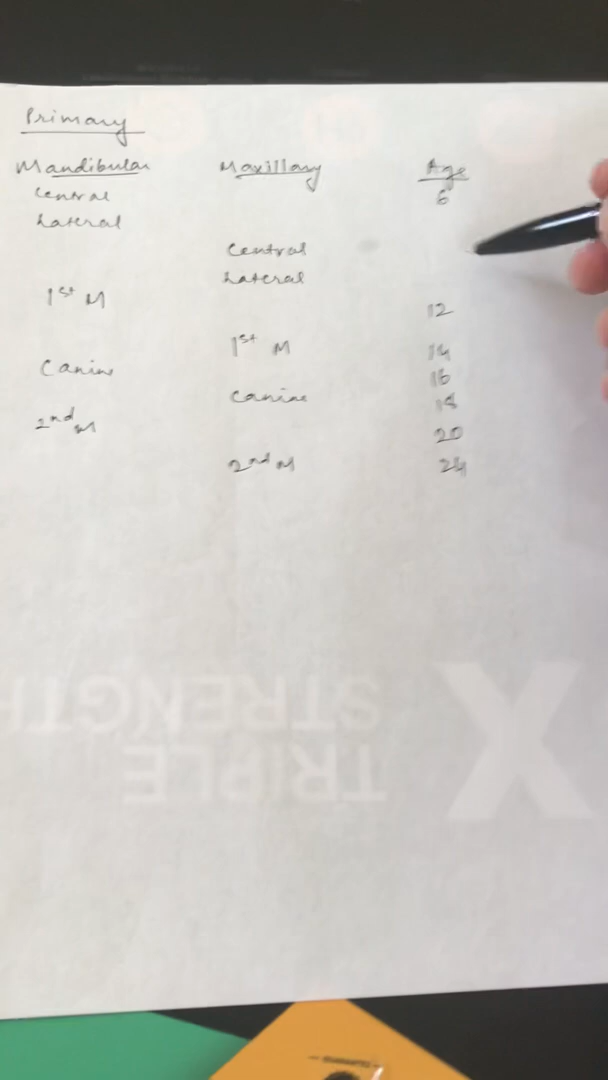 Primary
Mandibular Maxillary Age
Central 6
Lateral
Central
Lateral
1st M 12
1st M 14
Canine 16
Canine 18
2nd M 20
2nd M 24
STRENGTH X
TRIPLE